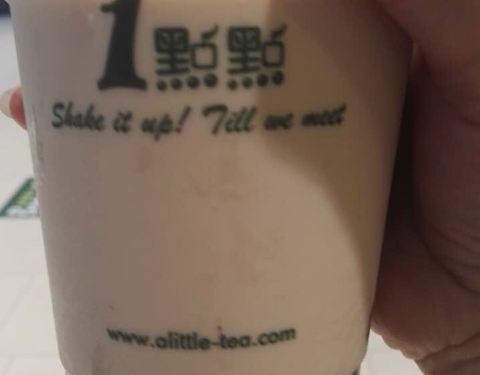 1點點
Shake it up! Till we meet
www.alittle-tea.com